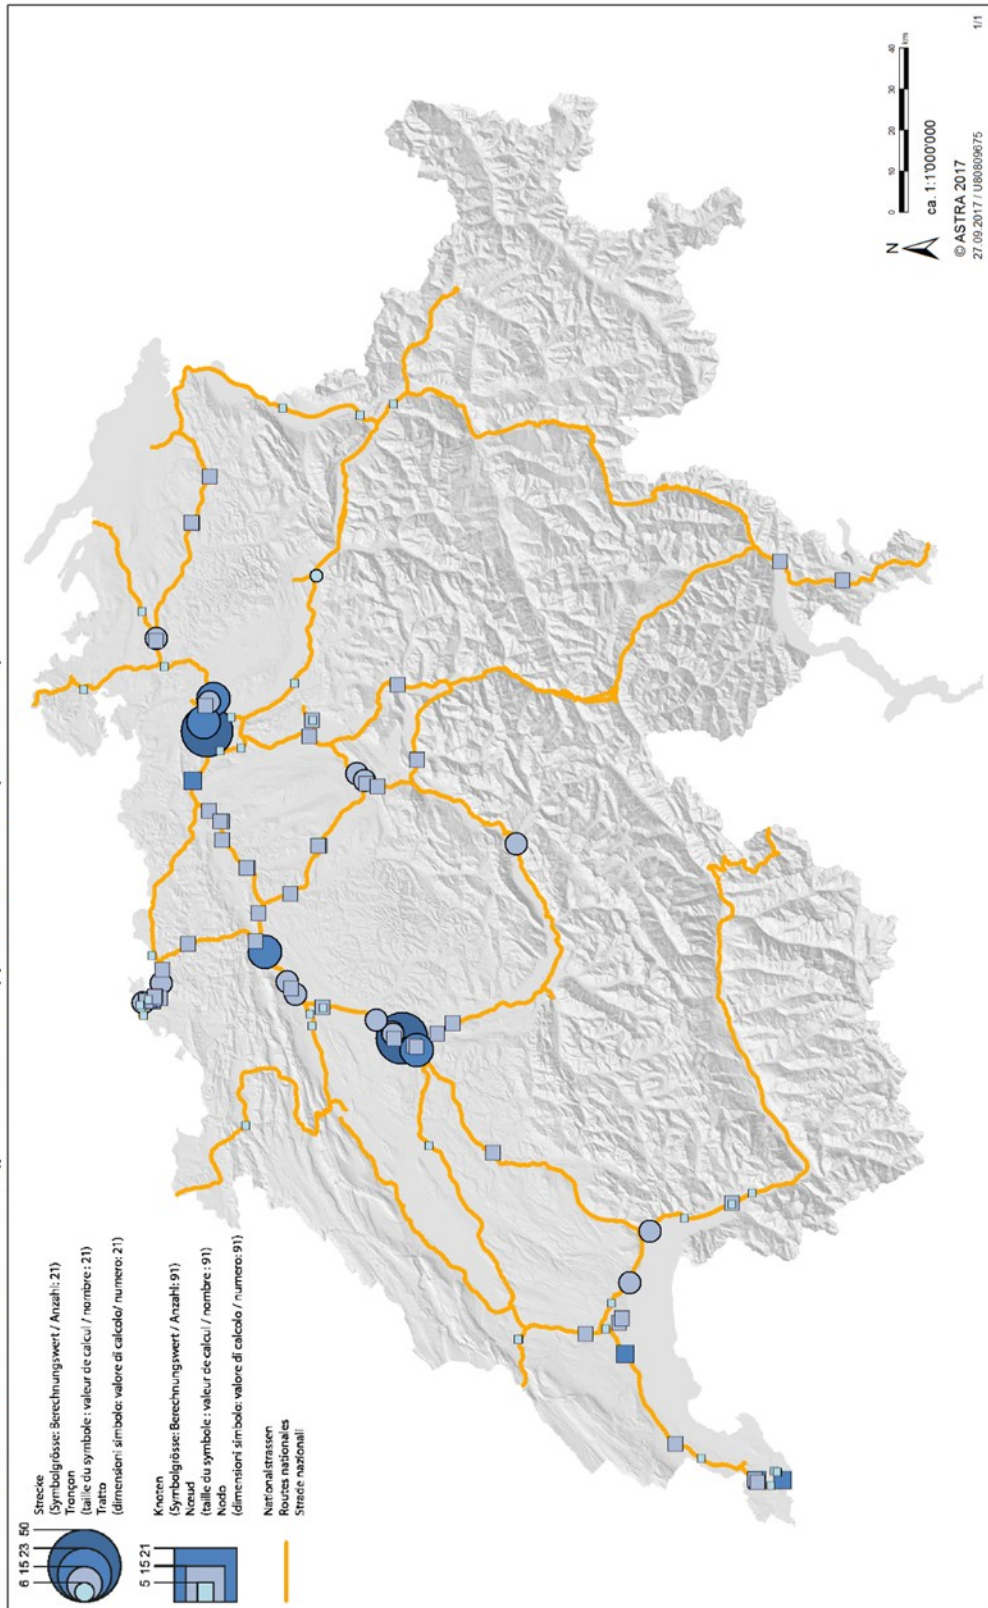 6 15 23 50
Strecke
(Symbolgrösse: Berechnungswert / Anzahl: 21)
Tronçon
(taille du symbole : valeur de calcul / nombre : 21)
Tratto
(dimensioni simbolo: valore di calcolo/ numero: 21)
5 15 21
Knoten
(Symbolgrösse: Berechnungswert / Anzahl: 91)
Nœud
(taille du symbole : valeur de calcul / nombre : 91)
Nodo
(dimensioni simbolo: valore di calcolo / numero: 91)
Nationalstrassen
Routes nationales
Strade nazionali
N
0 10 20 30 40
km
ca. 1:1'000'000
© ASTRA 2017
27.09.2017 / U80809675
1/1